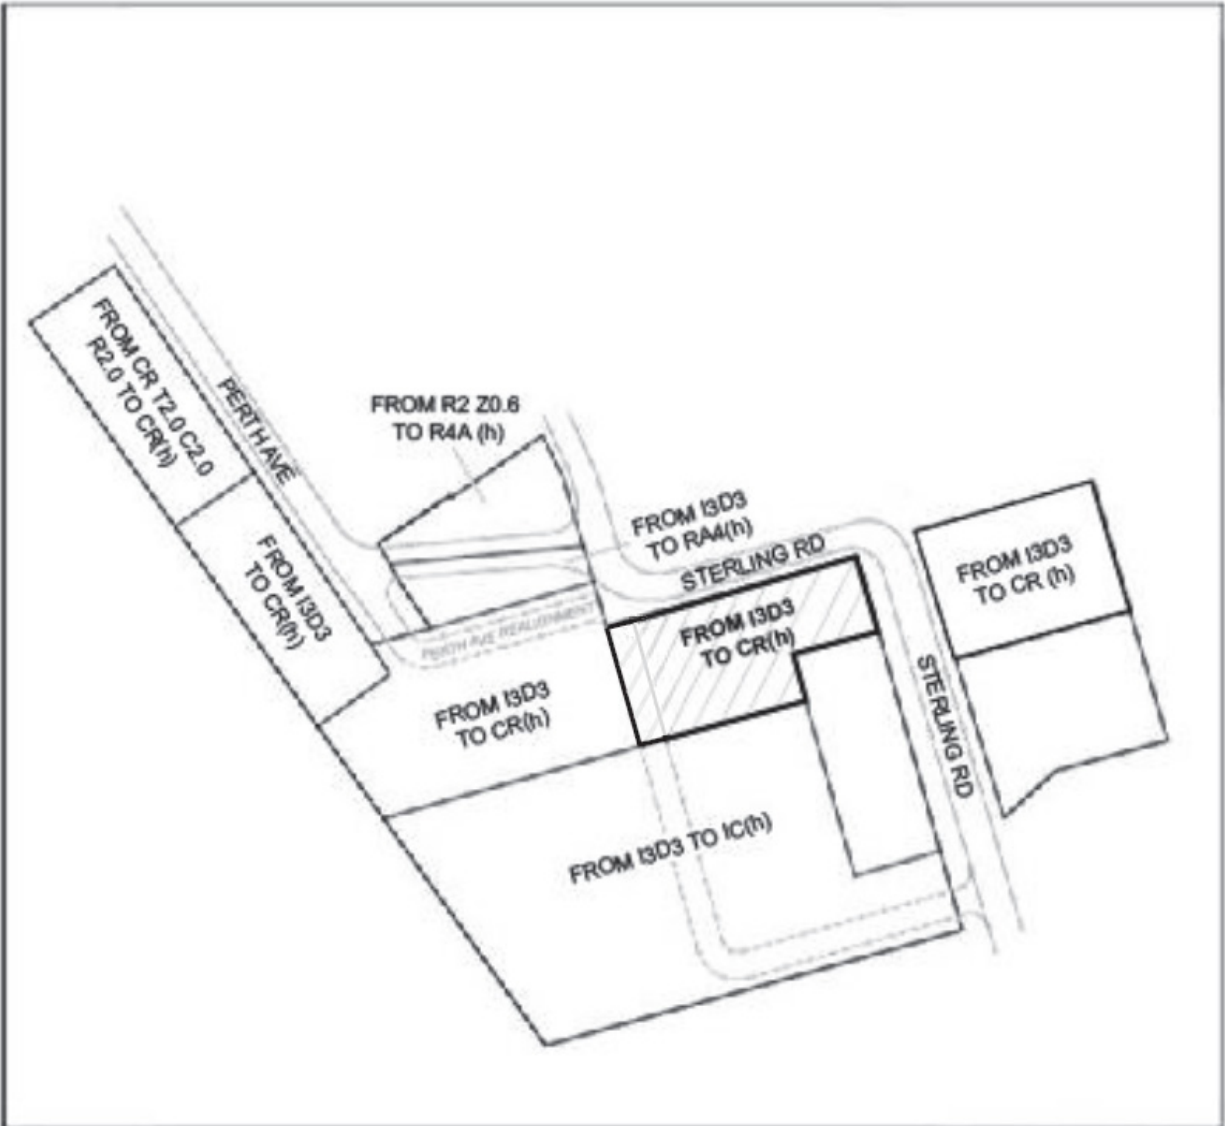 FROM CR T2.0 C2.0
R2.0 TO CR(h)
PERTH AVE
FROM R2 Z0.6
TO R4A (h)
FROM I3D3
TO CR(h)
FROM I3D3
TO RA4(h)
STERLING RD
FROM I3D3
TO CR (h)
FROM I3D3
TO CR(h)
PERTH AVE REALIGNMENT
FROM I3D3
TO CR(h)
STERLING RD
FROM I3D3 TO IC(h)